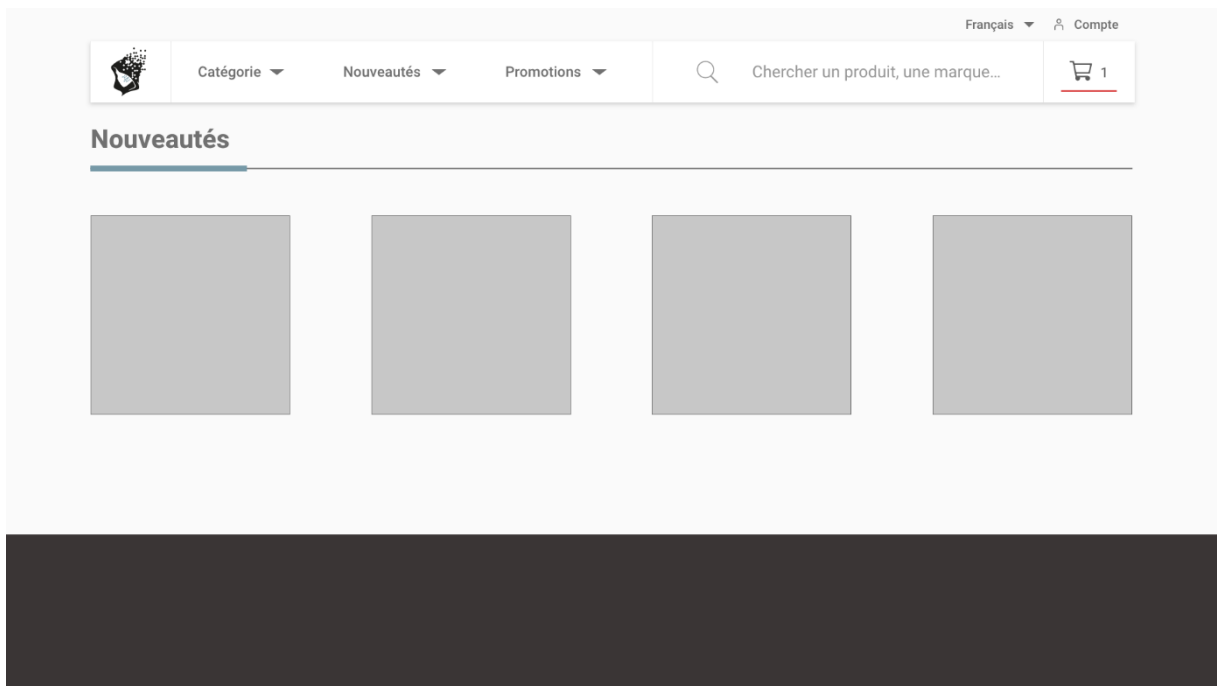 Français Compte
Catégorie Nouveautés Promotions Chercher un produit, une marque... 1
Nouveautés